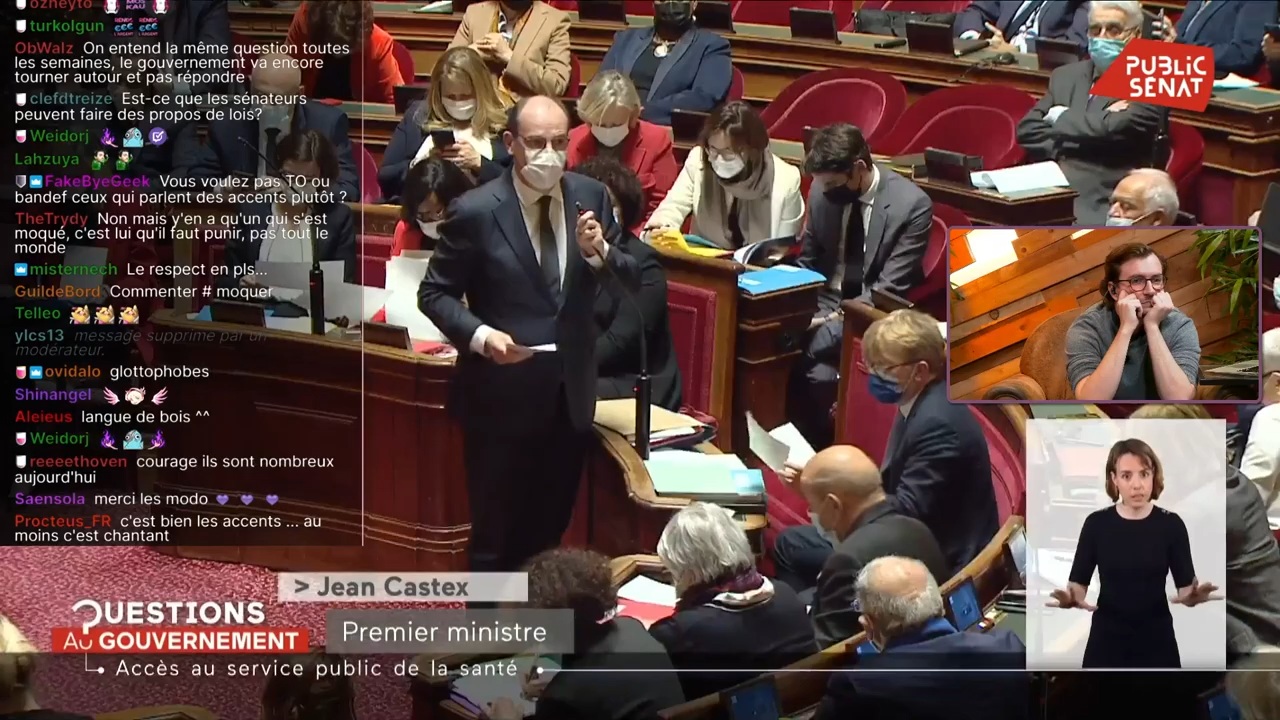 ozheyto
turkolgun
ObWalz On entend la même question toutes
les semaines, le gouvernement va encore
tourner autour et pas répondre
clefdtreize Est-ce que les sénateurs
peuvent faire des propos de lois?
Weidorj
Lahzuya
FakeByeGeek Vous voulez pas TO ou
bandef ceux qui parlent des accents plutôt ?
TheTrydy Non mais y'en a qu'un qui s'est
moqué, c'est lui qu'il faut punir, pas tout le
monde
misternech Le respect en pls...
GuildeBord Commenter # moquer
Telleo
ylcs13 message supprimé par un
moderateur.
ovidalo glottophobes
Shinangel
Aleieus langue de bois ^^
Weidorj
reeeethoven courage ils sont nombreux
aujourd'hui
Saensola merci les modo
Procteus_FR c'est bien les accents ... au
moins c'est chantant
PUBLIC
SENAT
> Jean Castex
Premier ministre
QUESTIONS
AU GOUVERNEMENT
Accès au service public de la santé